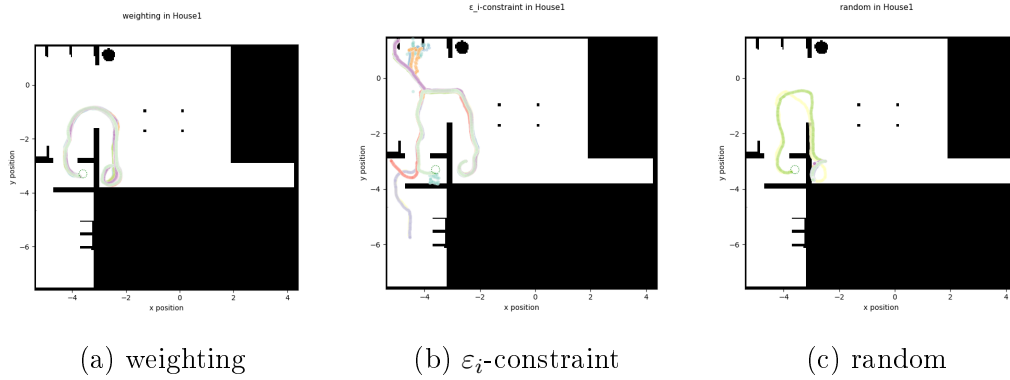 weighting in House1
ε_i-constraint in House1
random in House1
y position
0
−2
−4
−6
−4
−2
0
2
4
x position
y position
0
−2
−4
−6
−4
−2
0
2
4
x position
y position
0
−2
−4
−6
−4
−2
0
2
4
x position
(a) weighting
(b) εᵢ-constraint
(c) random